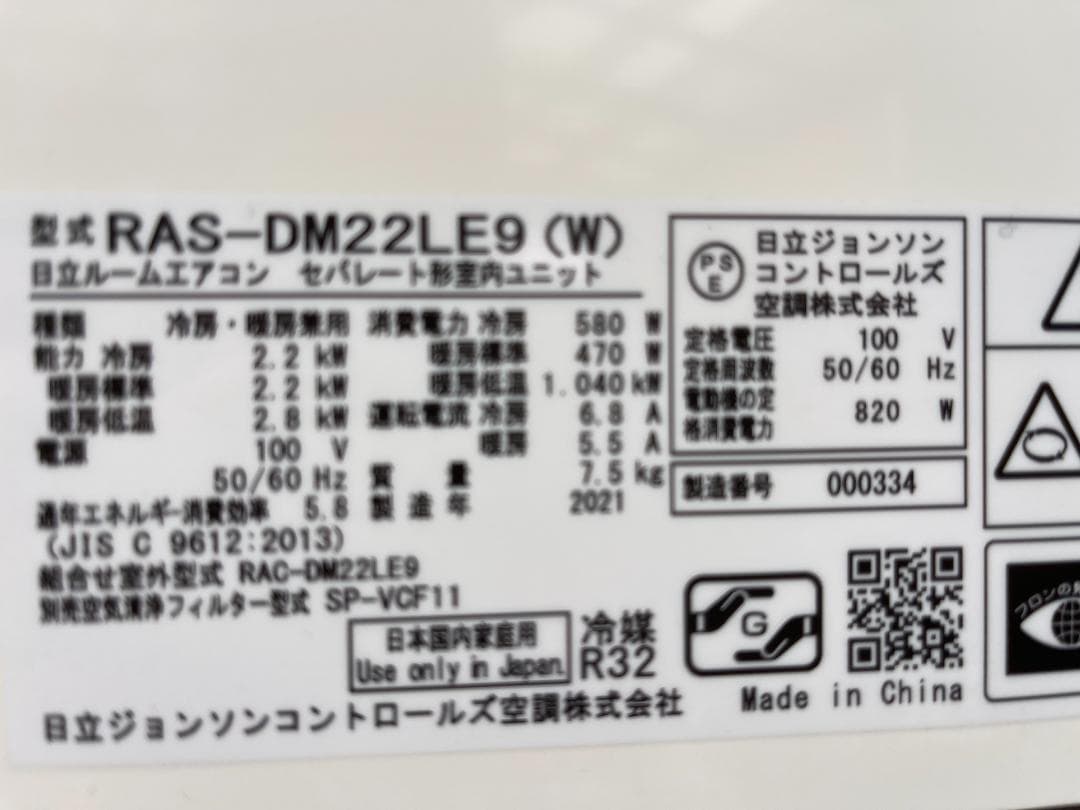 型式 RAS-DM22LE9(W)
日立ルームエアコン セパレート形室内ユニット
種類 冷房・暖房兼用
能力 冷房 2.2 kW
暖房標準 2.2 kW
暖房低温 2.8 kW
電源 100 V
50/60 Hz
通年エネルギー消費効率 5.8
(JIS C 9612:2013)
消費電力 冷房 580 W
暖房標準 470 W
暖房低温 1.040 kW
運転電流 冷房 6.8 A
暖房 5.5 A
質量 7.5 kg
製造年 2021
組合せ室外型式 RAC-DM22LE9
別売空気清浄フィルター型式 SP-VCF11
日本国内家庭用
Use only in Japan.
冷媒
R32
日立ジョンソンコントロールズ空調株式会社
PS
E
日立ジョンソン
コントロールズ
空調株式会社
定格電圧 100 V
定格周波数 50/60 Hz
電動機の定
格消費電力 820 W
製造番号 000334
G
Made in China
フロンの見